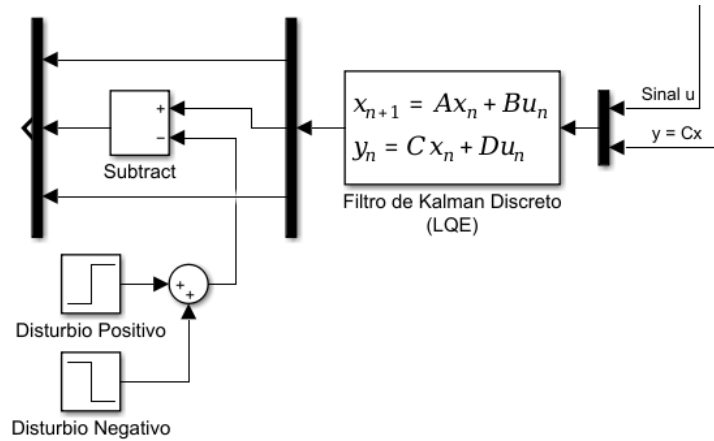 +
−
Subtract
x_{n+1} = Ax_n + Bu_n
y_n = Cx_n + Du_n
Filtro de Kalman Discreto
(LQE)
Sinal u
y = Cx
+
+
Disturbio Positivo
Disturbio Negativo